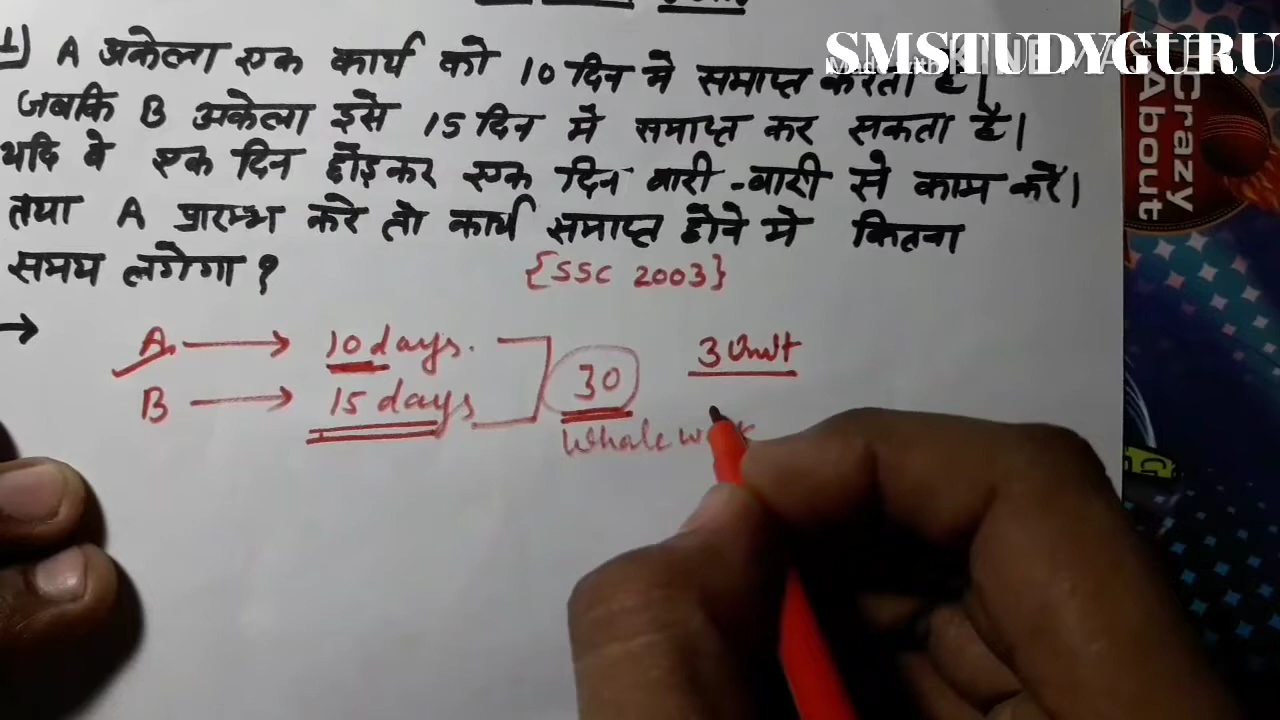 SMSTUDYGURU
1) A अकेला एक कार्य को 10 दिन मे समाप्त करता है।
जबकि B अकेला इसे 15 दिन मे समाप्त कर सकता है।
यदि वे एक दिन छोड़कर एक दिन बारी-बारी से काम करें।
तथा A प्रारम्भ करे तो कार्य समाप्त होने मे कितना
समय लगेगा ?
{SSC 2003}
→ A → 10 days.
B → 15 days
30
Whole
3 Unit
Crazy
About